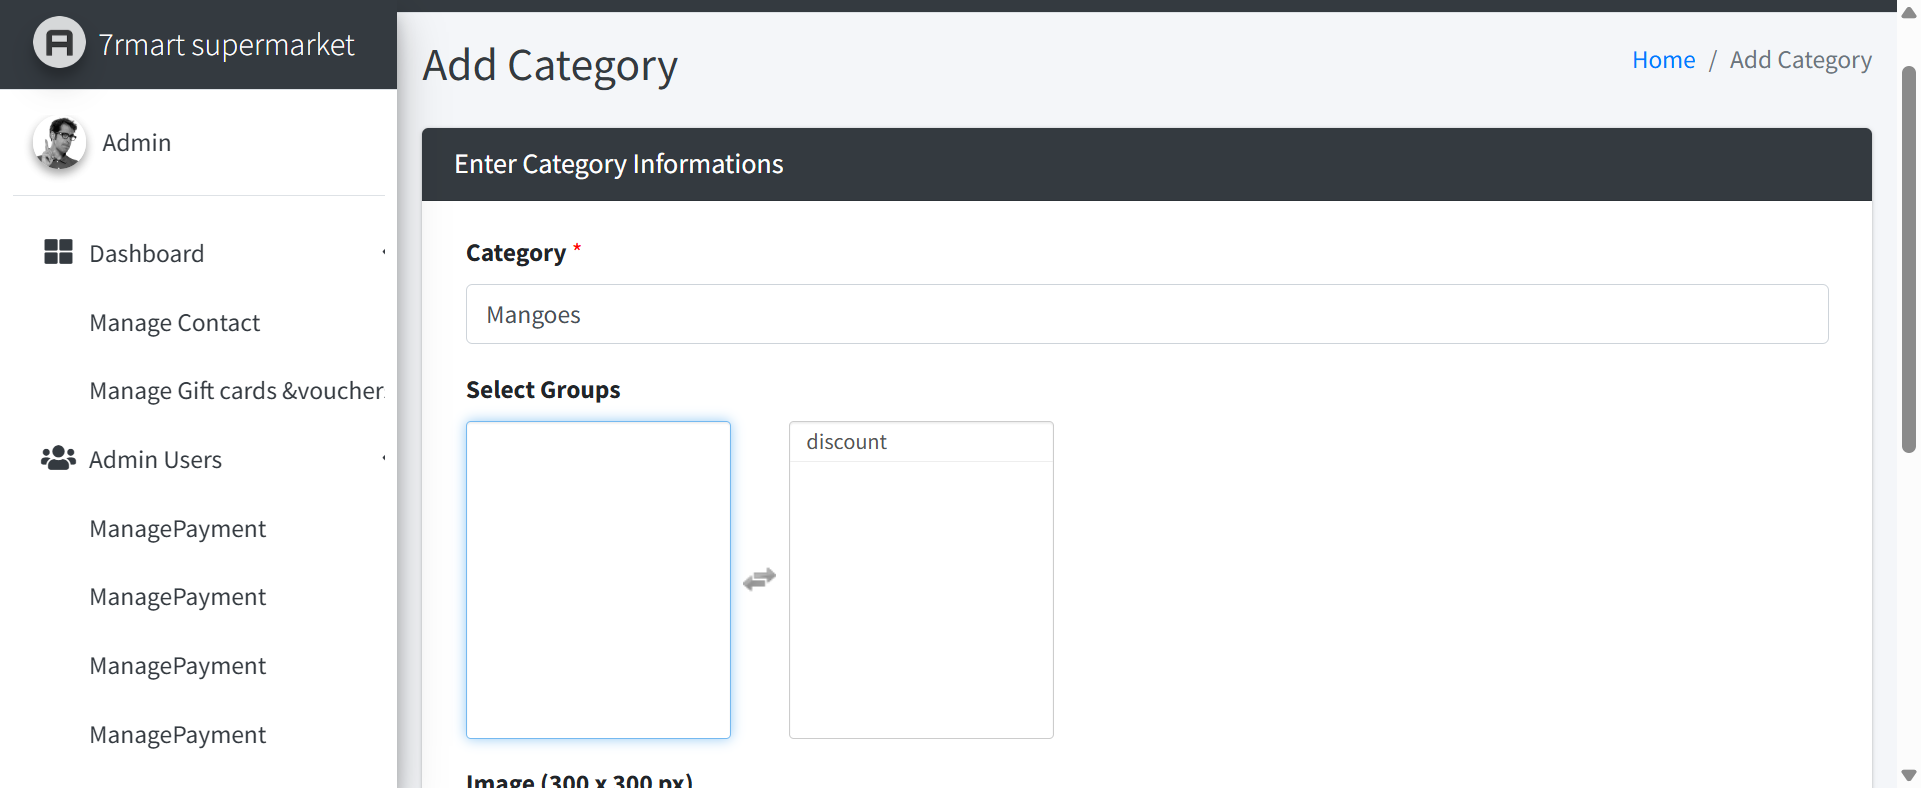 7rmart supermarket
Admin
Dashboard
Manage Contact
Manage Gift cards &voucher
Admin Users
ManagePayment
ManagePayment
ManagePayment
ManagePayment
Add Category
Home / Add Category
Enter Category Informations
Category *
Mangoes
Select Groups
discount
Image (300 x 300 px)